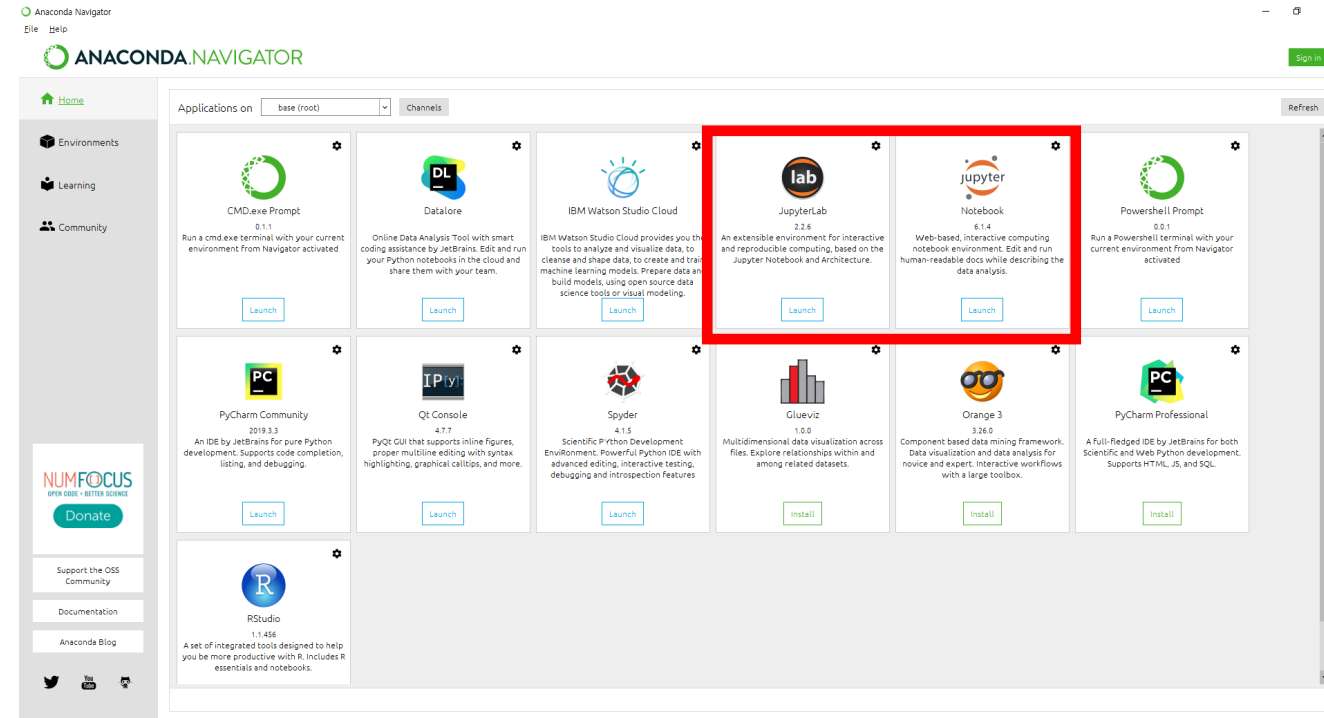 Anaconda Navigator
File Help
ANACONDA.NAVIGATOR
Sign in
Home
Environments
Learning
Community
Applications on
base (root)
Channels
Refresh
CMD.exe Prompt
0.1.1
Run a cmd.exe terminal with your current
environment from Navigator activated
Launch
DL
Datalore
Online Data Analysis Tool with smart
coding assistance by JetBrains. Edit and run
your Python notebooks in the cloud and
share them with your team.
Launch
IBM Watson Studio Cloud
IBM Watson Studio Cloud provides you the
tools to analyze and visualize data, to
cleanse and shape data, to create and train
machine learning models. Prepare data and
build models, using open source data
science tools or visual modeling.
Launch
lab
JupyterLab
2.2.6
An extensible environment for interactive
and reproducible computing, based on the
Jupyter Notebook and Architecture.
Launch
jupyter
Notebook
6.1.4
Web-based, interactive computing
notebook environment. Edit and run
human-readable docs while describing the
data analysis.
Launch
Powershell Prompt
0.0.1
Run a Powershell terminal with your
current environment from Navigator
activated
Launch
PC
PyCharm Community
2019.3.3
An IDE by JetBrains for pure Python
development. Supports code completion,
listing, and debugging.
Launch
IP[y]:
Qt Console
4.7.7
PyQt GUI that supports inline figures,
proper multiline editing with syntax
highlighting, graphical calltips, and more.
Launch
Spyder
4.1.5
Scientific PYthon Development
EnviRonment. Powerful Python IDE with
advanced editing, interactive testing,
debugging and introspection features
Launch
Glueviz
1.0.0
Multidimensional data visualization across
files. Explore relationships within and
among related datasets.
Install
Orange 3
3.26.0
Component based data mining framework.
Data visualization and data analysis for
novice and expert. Interactive workflows
with a large toolbox.
Install
PC
PyCharm Professional
A full-fledged IDE by JetBrains for both
Scientific and Web Python development.
Supports HTML, JS, and SQL.
Install
R
RStudio
1.1.456
A set of integrated tools designed to help
you be more productive with R. Includes R
essentials and notebooks.
NUMFOCUS
OPEN CODE = BETTER SCIENCE
Donate
Support the OSS
Community
Documentation
Anaconda Blog
You
Tube